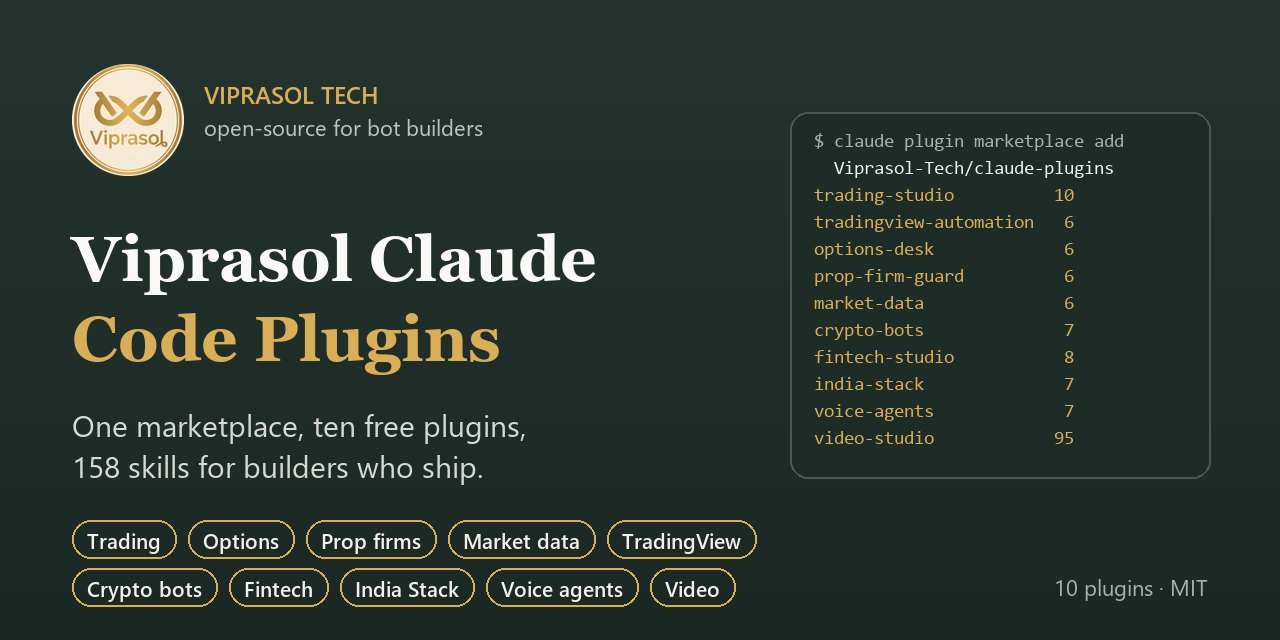 Viprasol
VIPRASOL TECH
open-source for bot builders
Viprasol Claude
Code Plugins
One marketplace, ten free plugins,
158 skills for builders who ship.
Trading Options Prop firms Market data TradingView
Crypto bots Fintech India Stack Voice agents Video
$ claude plugin marketplace add
Viprasol-Tech/claude-plugins
trading-studio 10
tradingview-automation 6
options-desk 6
prop-firm-guard 6
market-data 6
crypto-bots 7
fintech-studio 8
india-stack 7
voice-agents 7
video-studio 95
10 plugins · MIT